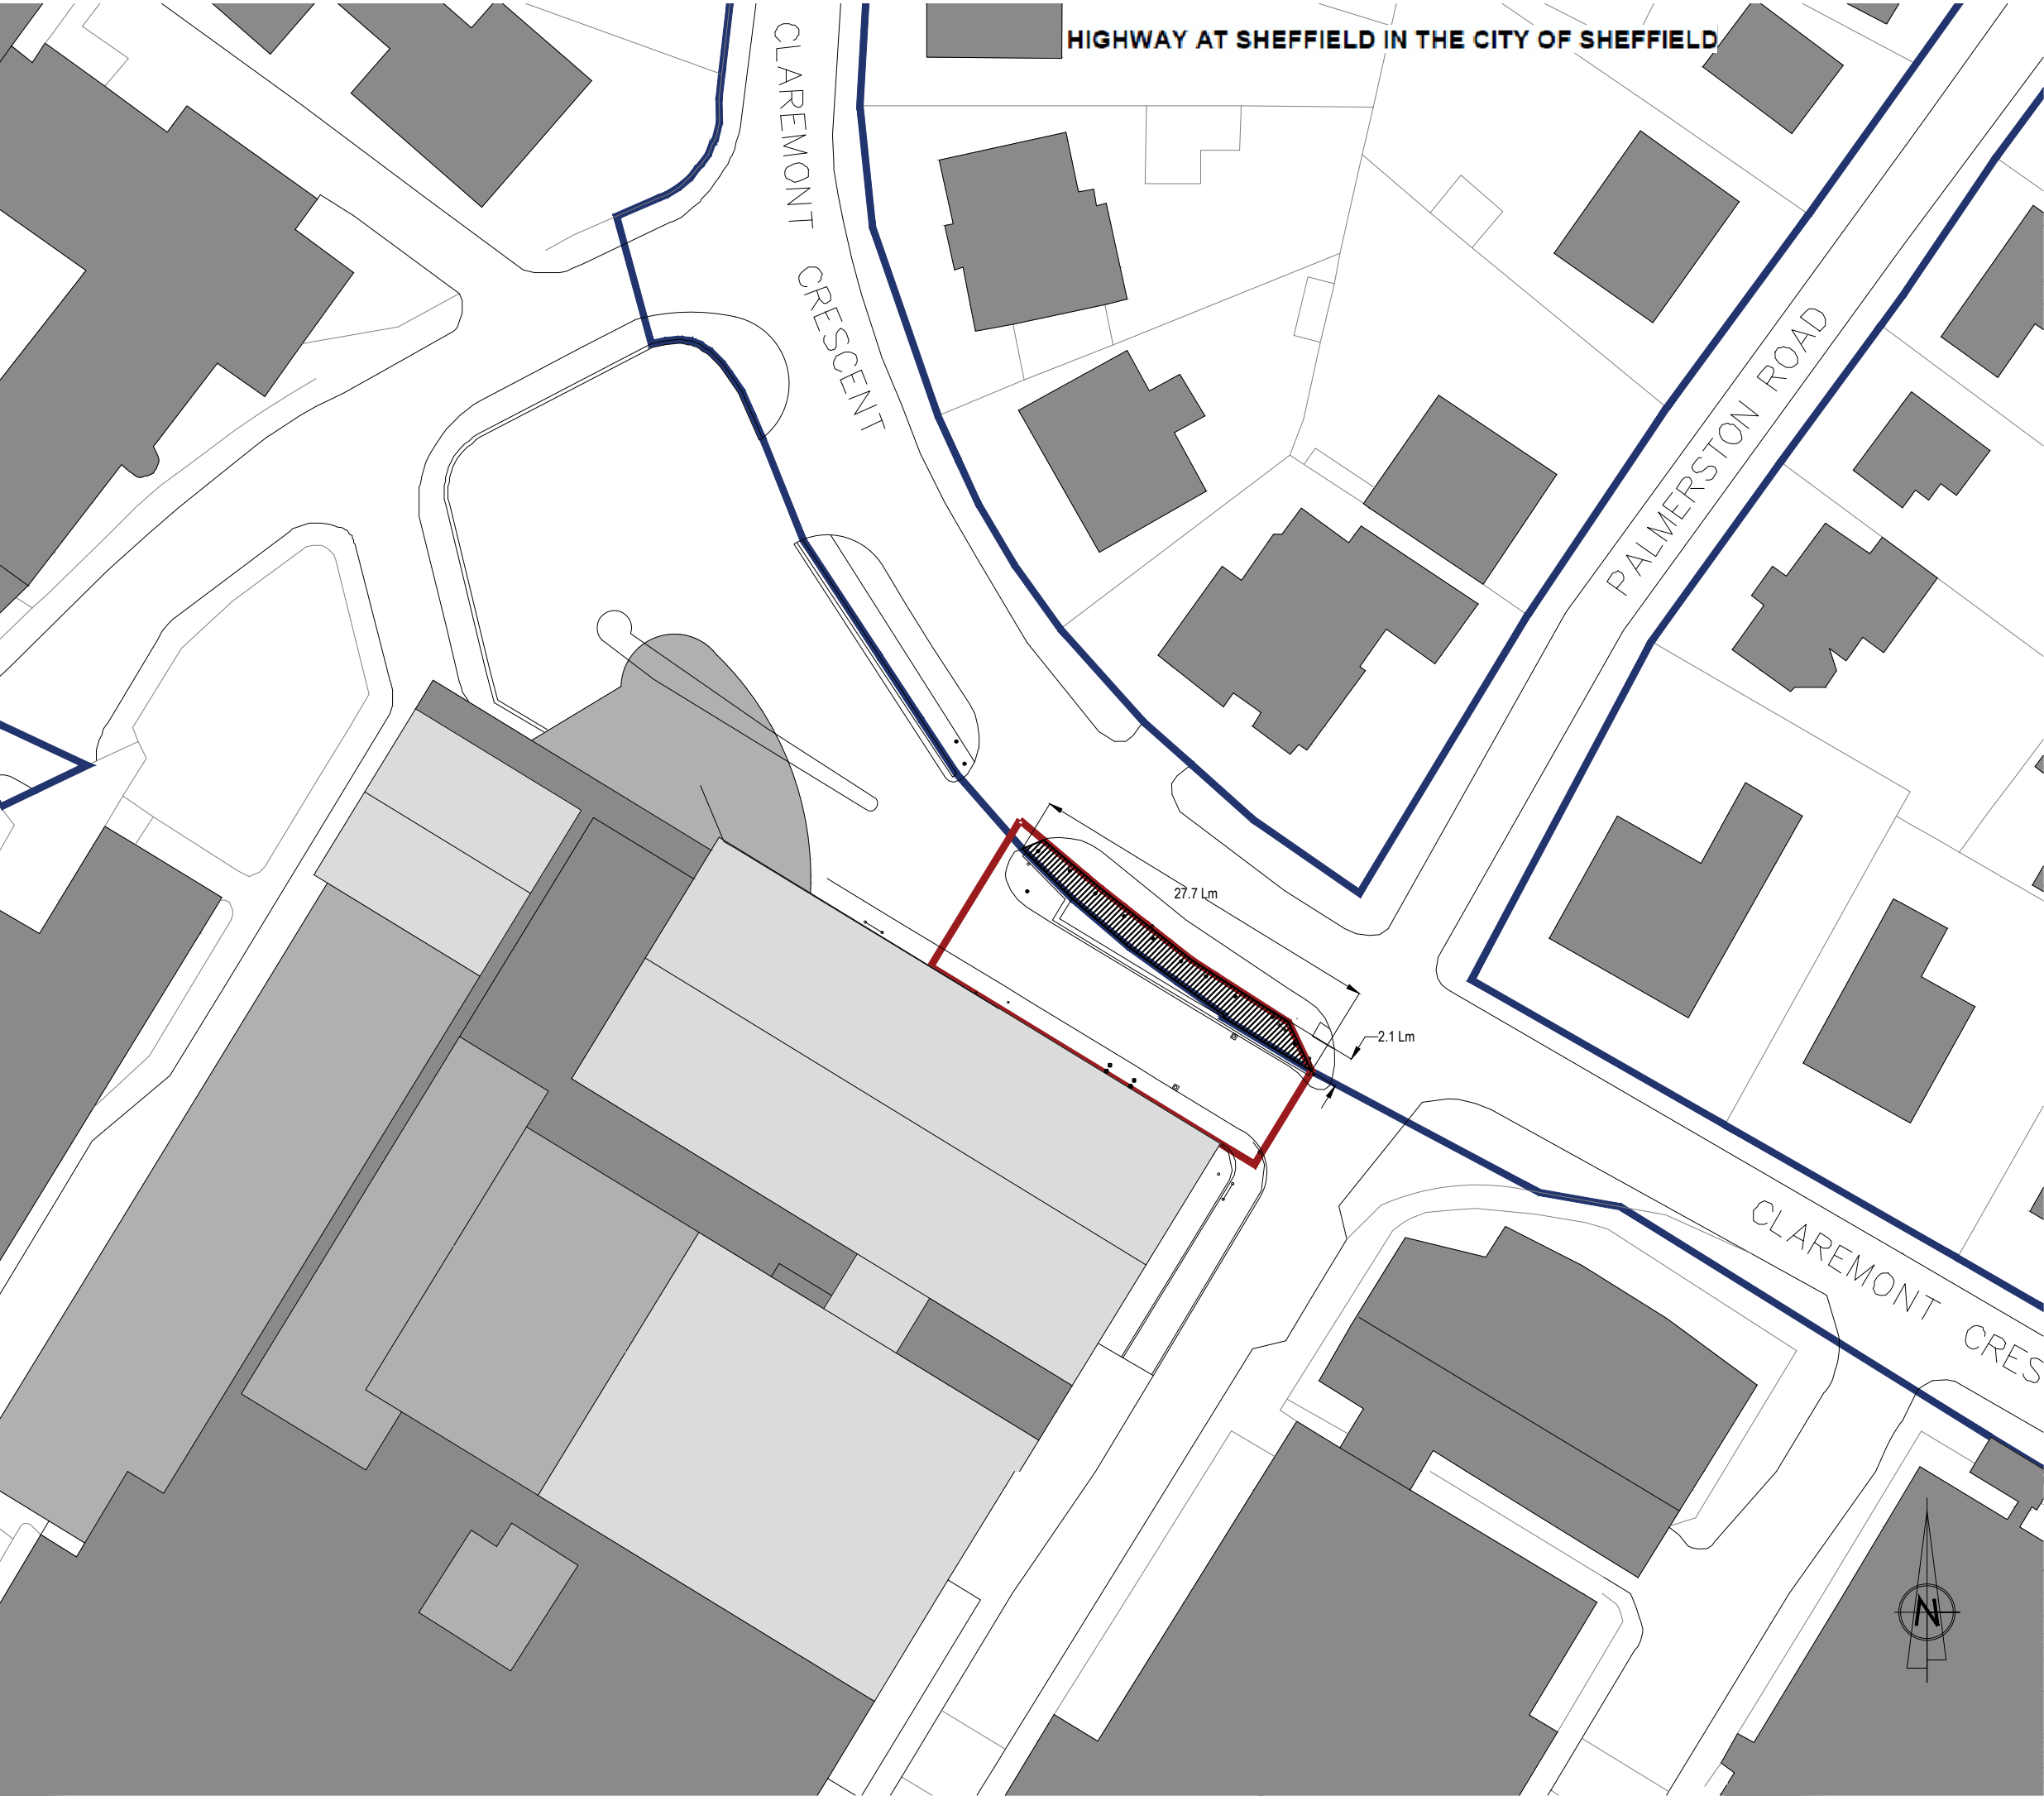 HIGHWAY AT SHEFFIELD IN THE CITY OF SHEFFIELD
CLAREMONT CRESCENT
PALMERSTON ROAD
27.7 Lm
2.1 Lm
CLAREMONT CRES
N